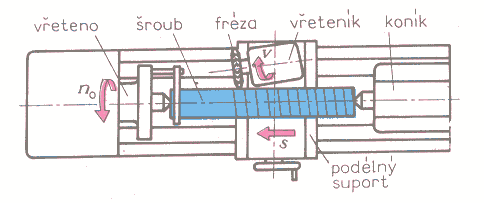 vřeteno
šroub
fréza
vřeteník
koník
v
n₀
s
podélný
suport